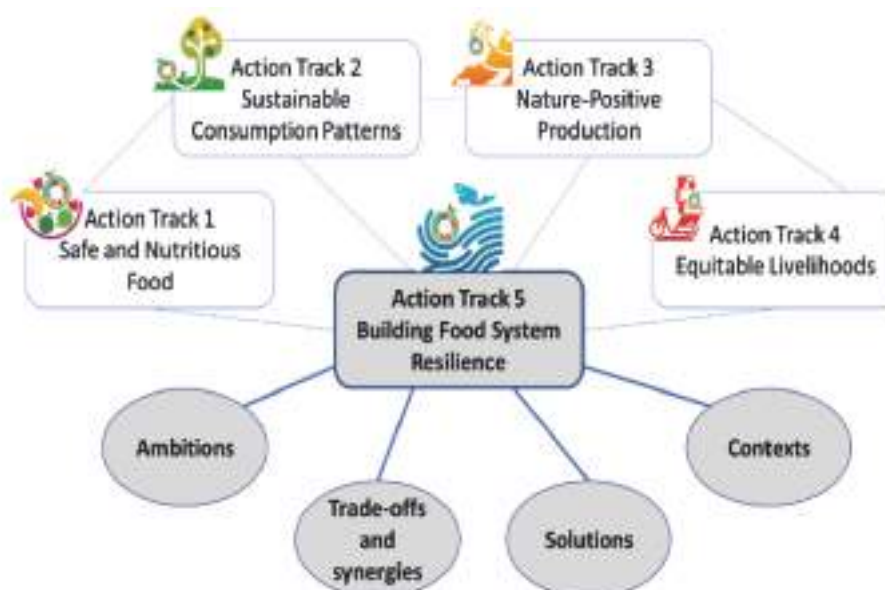 Action Track 2
Sustainable
Consumption Patterns
Action Track 3
Nature-Positive
Production
Action Track 1
Safe and Nutritious
Food
Action Track 4
Equitable Livelihoods
Action Track 5
Building Food System
Resilience
Ambitions
Contexts
Trade-offs
and
synergies
Solutions